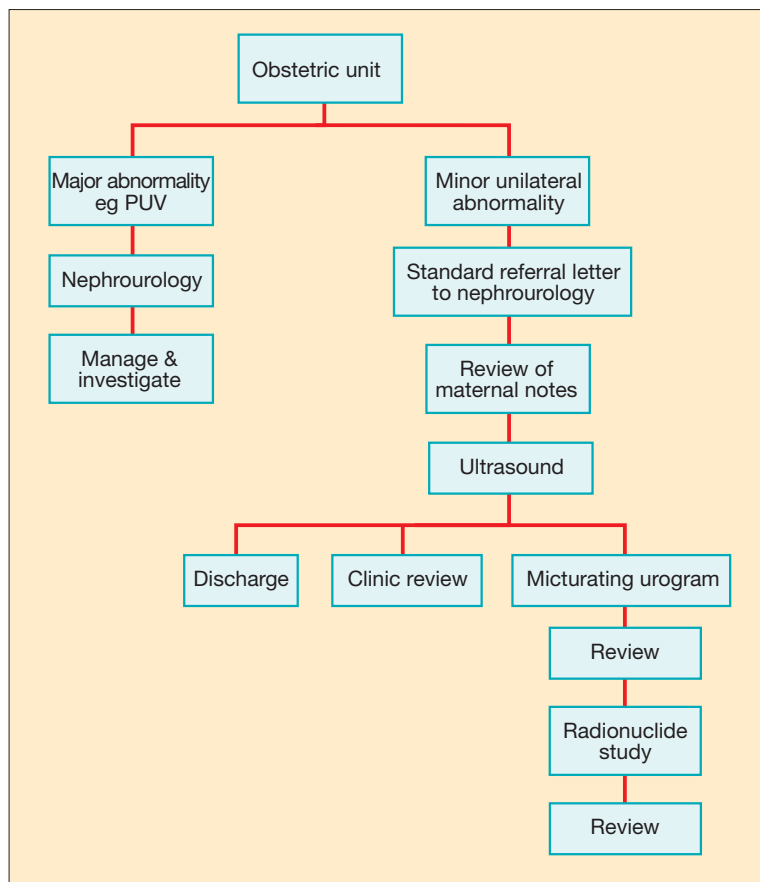 Obstetric unit
Major abnormality
eg PUV
Minor unilateral
abnormality
Nephrourology
Standard referral letter
to nephrourology
Manage &
investigate
Review of
maternal notes
Ultrasound
Discharge
Clinic review
Micturating urogram
Review
Radionuclide
study
Review